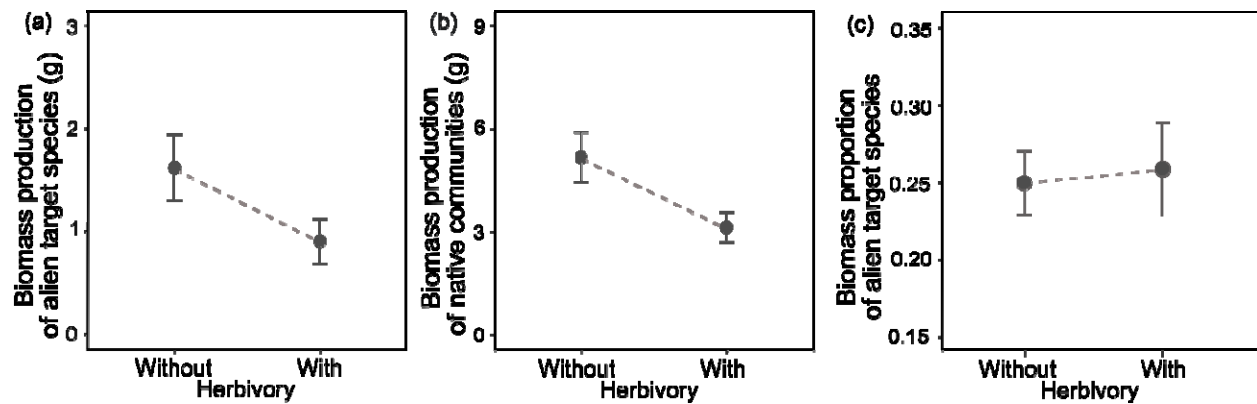 (a)
Biomass production
of alien target species (g)
3
2
1
0
Without With
Herbivory
(b)
Biomass production
of native communities (g)
9
6
3
0
Without With
Herbivory
(c)
Biomass proportion
of alien target species
0.35
0.30
0.25
0.20
0.15
Without With
Herbivory